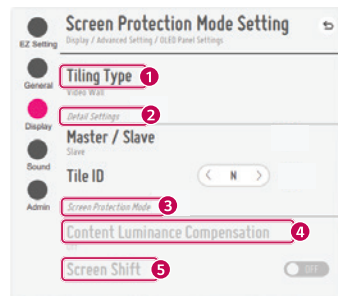 Screen Protection Mode Setting
Display / Advanced Setting / OLED Panel Settings
EZ Setting
General
Display
Sound
Admin
Tiling Type 1
Video Wall
Detail Settings 2
Master / Slave
Slave
Tile ID
N
Screen Protection Mode 3
Content Luminance Compensation 4
Off
Screen Shift 5
OFF